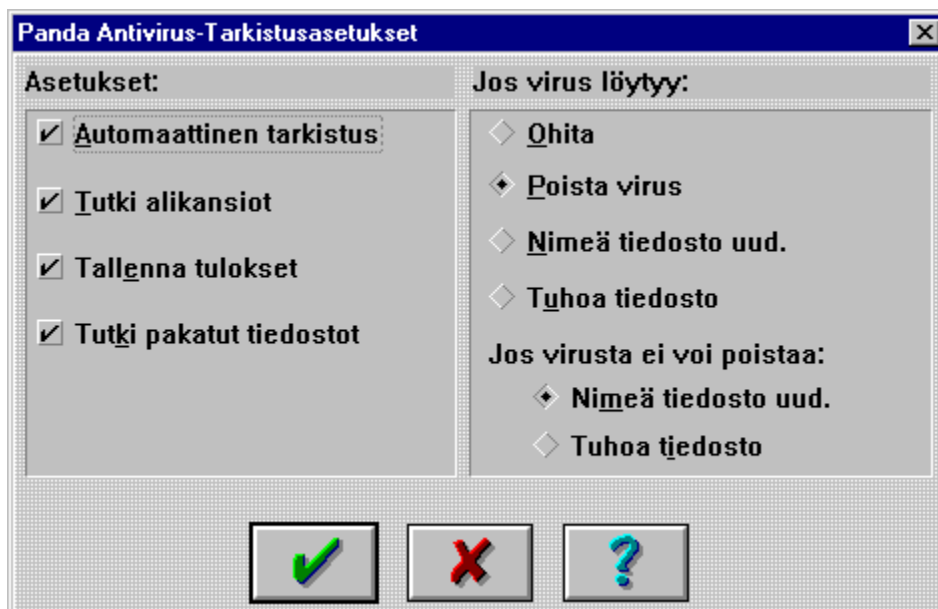 Panda Antivirus-Tarkistusasetukset
Asetukset:
Automaattinen tarkistus
Tutki alikansiot
Tallenna tulokset
Tutki pakatut tiedostot
Jos virus löytyy:
Ohita
Poista virus
Nimeä tiedosto uud.
Tuhoa tiedosto
Jos virusta ei voi poistaa:
Nimeä tiedosto uud.
Tuhoa tiedosto